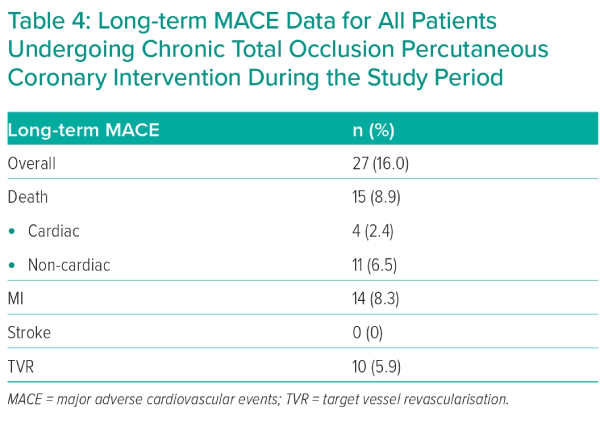 Table 4: Long-term MACE Data for All Patients
Undergoing Chronic Total Occlusion Percutaneous
Coronary Intervention During the Study Period
Long-term MACE n (%)
Overall 27 (16.0)
Death 15 (8.9)
• Cardiac 4 (2.4)
• Non-cardiac 11 (6.5)
MI 14 (8.3)
Stroke 0 (0)
TVR 10 (5.9)
MACE = major adverse cardiovascular events; TVR = target vessel revascularisation.